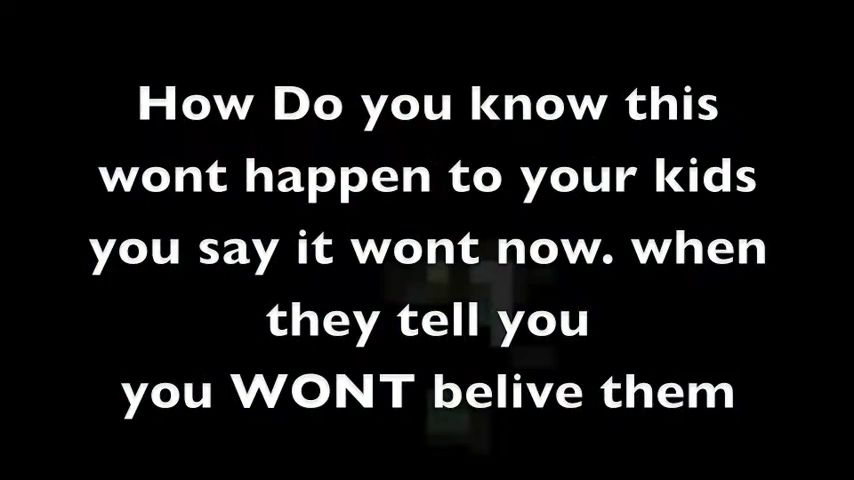 How Do you know this
wont happen to your kids
you say it wont now. when
they tell you
you WONT belive them